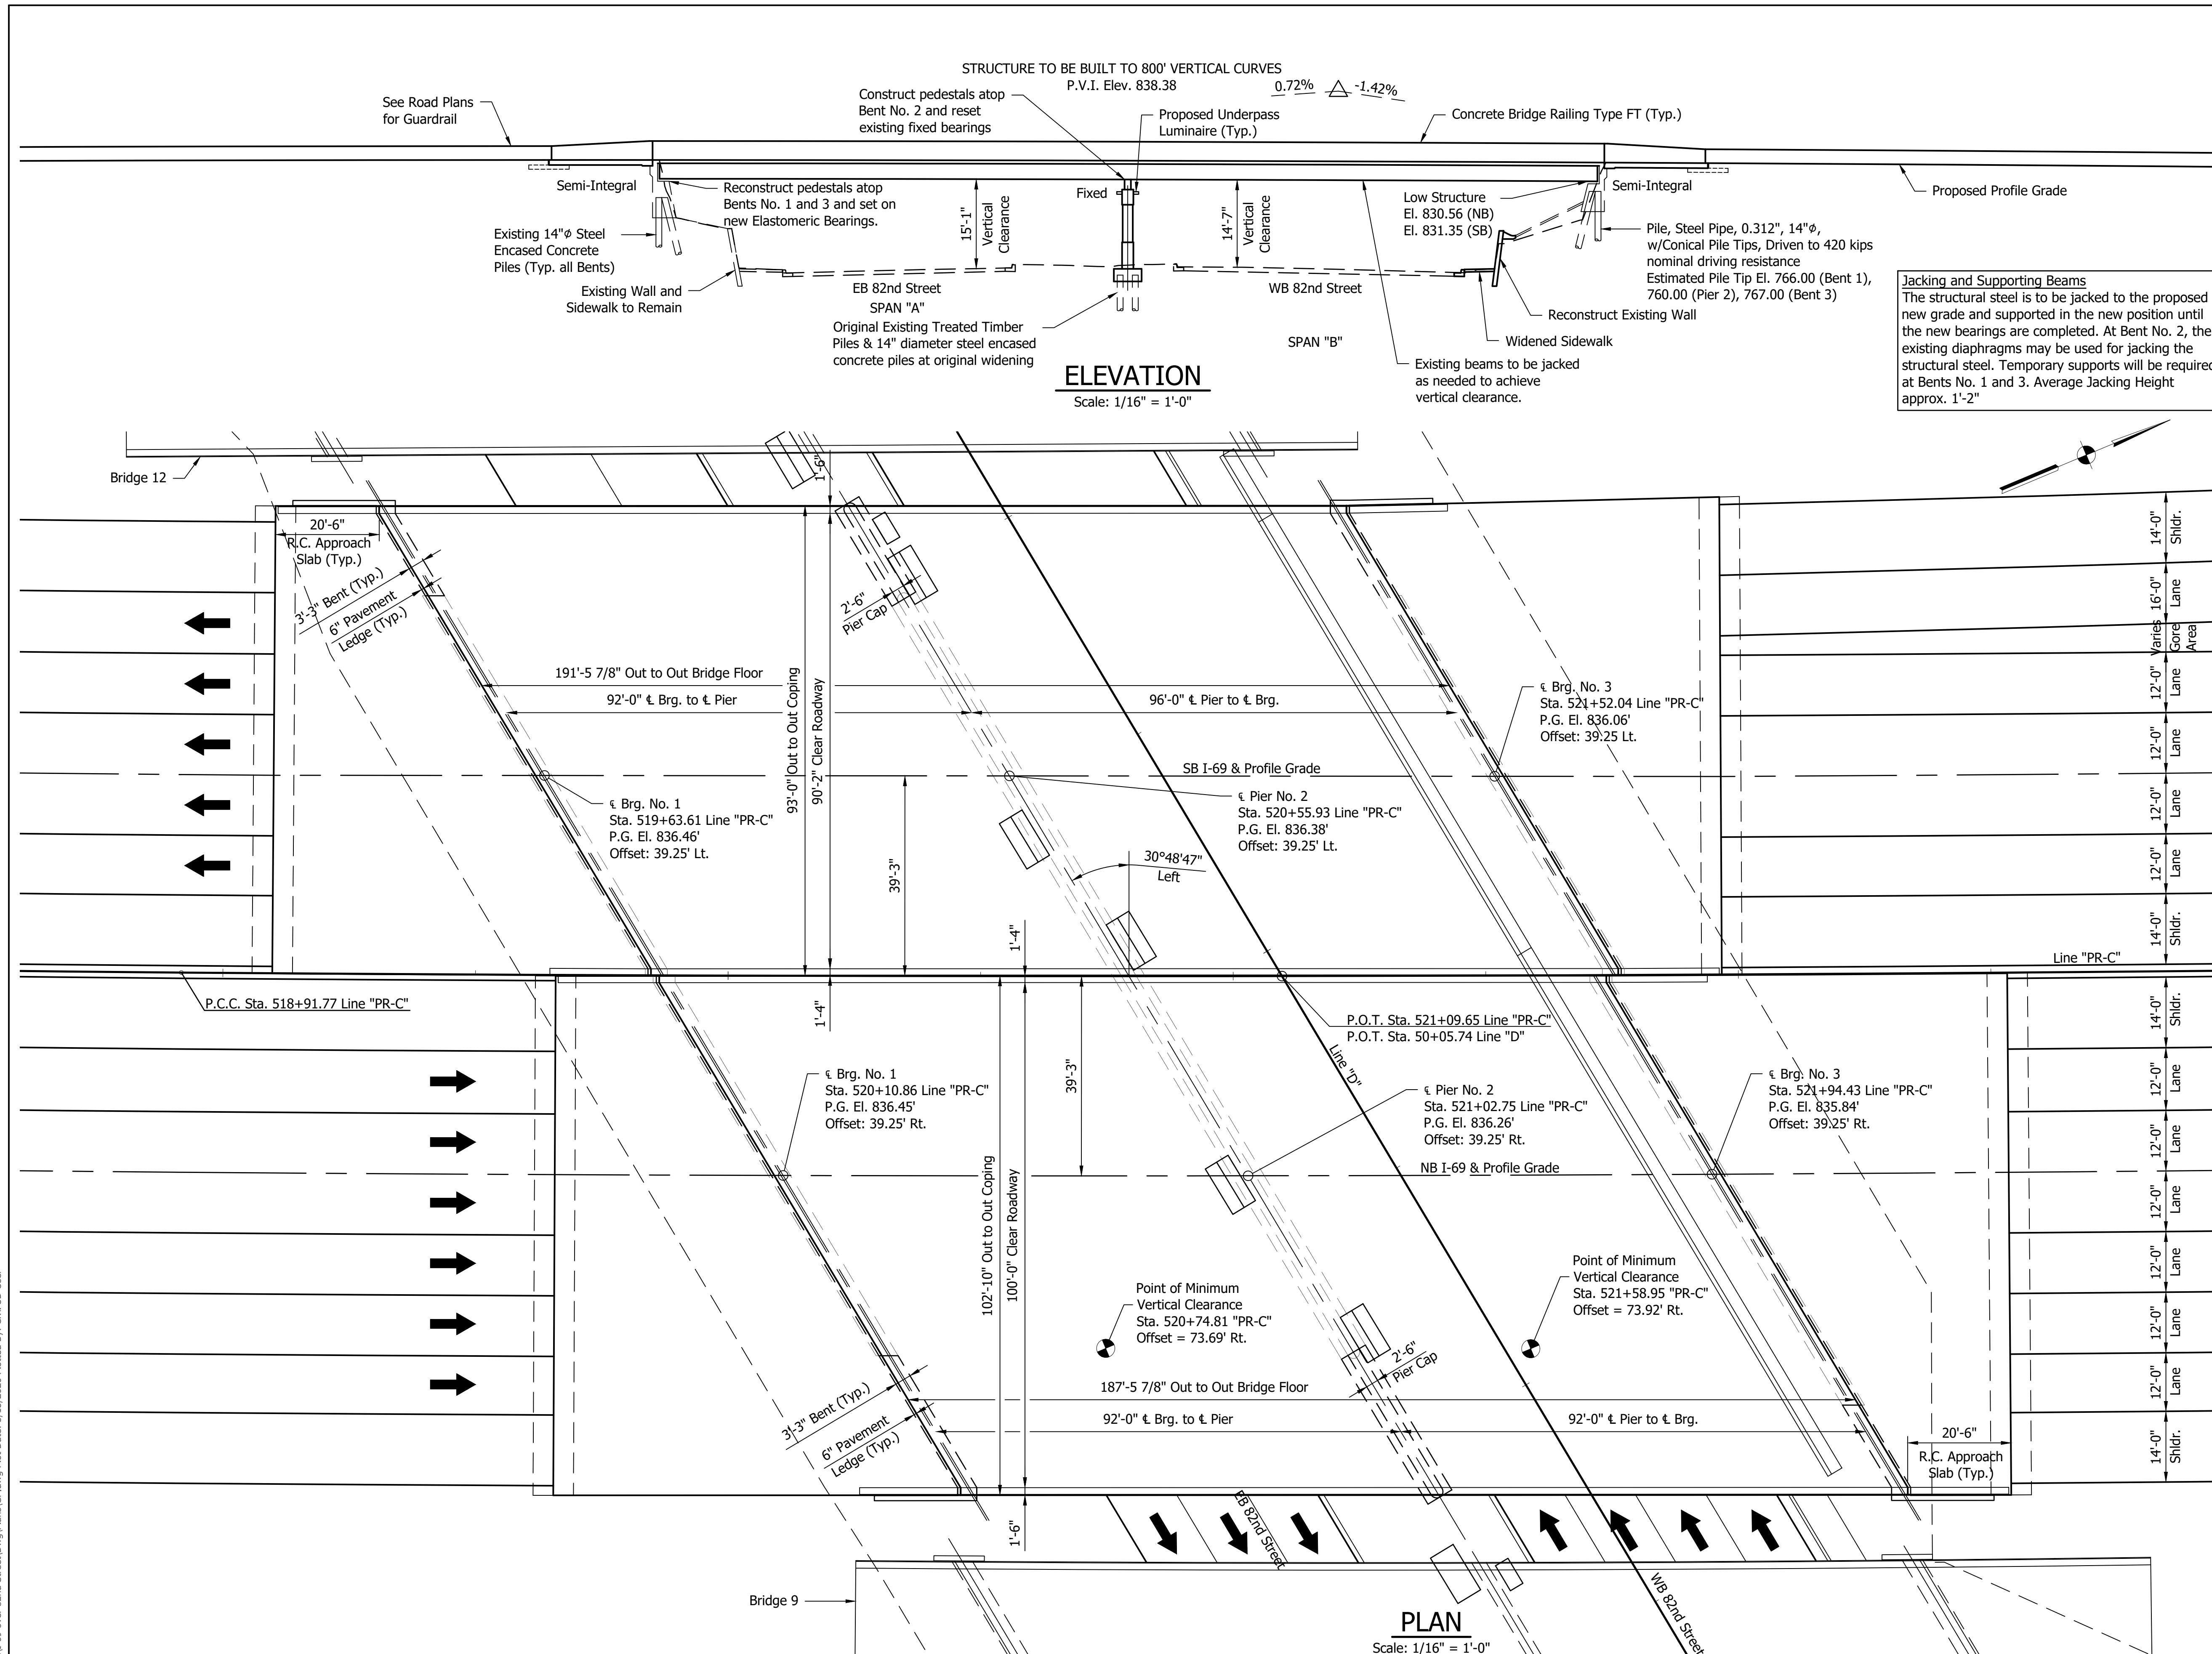 STRUCTURE TO BE BUILT TO 800' VERTICAL CURVES
P.V.I. Elev. 838.38
0.72%
-1.42%
See Road Plans
for Guardrail
Construct pedestals atop
Bent No. 2 and reset
existing fixed bearings
Proposed Underpass
Luminaire (Typ.)
Concrete Bridge Railing Type FT (Typ.)
Semi-Integral
Reconstruct pedestals atop
Bents No. 1 and 3 and set on
new Elastomeric Bearings.
15'-1"
Vertical
Clearance
Fixed
14'-7"
Vertical
Clearance
Low Structure
El. 830.56 (NB)
El. 831.35 (SB)
Semi-Integral
Proposed Profile Grade
Existing 14"ϕ Steel
Encased Concrete
Piles (Typ. all Bents)
Pile, Steel Pipe, 0.312", 14"ϕ,
w/Conical Pile Tips, Driven to 420 kips
nominal driving resistance
Estimated Pile Tip El. 766.00 (Bent 1),
760.00 (Pier 2), 767.00 (Bent 3)
Existing Wall and
Sidewalk to Remain
EB 82nd Street
SPAN "A"
WB 82nd Street
SPAN "B"
Reconstruct Existing Wall
Widened Sidewalk
Original Existing Treated Timber
Piles & 14" diameter steel encased
concrete piles at original widening
Existing beams to be jacked
as needed to achieve
vertical clearance.
Jacking and Supporting Beams
The structural steel is to be jacked to the proposed
new grade and supported in the new position until
the new bearings are completed. At Bent No. 2, the
existing diaphragms may be used for jacking the
structural steel. Temporary supports will be required
at Bents No. 1 and 3. Average Jacking Height
approx. 1'-2"
ELEVATION
Scale: 1/16" = 1'-0"
Bridge 12
1'-6"
20'-6"
R.C. Approach
Slab (Typ.)
3'-3" Bent (Typ.)
6" Pavement
Ledge (Typ.)
2'-6"
Pier Cap
191'-5 7/8" Out to Out Bridge Floor
92'-0" ℄ Brg. to ℄ Pier
96'-0" ℄ Pier to ℄ Brg.
93'-0" Out to Out Coping
90'-2" Clear Roadway
℄ Brg. No. 3
Sta. 521+52.04 Line "PR-C"
P.G. El. 836.06'
Offset: 39.25 Lt.
SB I-69 & Profile Grade
℄ Brg. No. 1
Sta. 519+63.61 Line "PR-C"
P.G. El. 836.46'
Offset: 39.25' Lt.
℄ Pier No. 2
Sta. 520+55.93 Line "PR-C"
P.G. El. 836.38'
Offset: 39.25' Lt.
39'-3"
30°48'47"
Left
1'-4"
14'-0"
Shldr.
16'-0"
Lane
Varies
Gore
Area
12'-0"
Lane
12'-0"
Lane
12'-0"
Lane
12'-0"
Lane
14'-0"
Shldr.
Line "PR-C"
P.C.C. Sta. 518+91.77 Line "PR-C"
1'-4"
P.O.T. Sta. 521+09.65 Line "PR-C"
P.O.T. Sta. 50+05.74 Line "D"
Line "D"
39'-3"
℄ Brg. No. 1
Sta. 520+10.86 Line "PR-C"
P.G. El. 836.45'
Offset: 39.25' Rt.
℄ Pier No. 2
Sta. 521+02.75 Line "PR-C"
P.G. El. 836.26'
Offset: 39.25' Rt.
℄ Brg. No. 3
Sta. 521+94.43 Line "PR-C"
P.G. El. 835.84'
Offset: 39.25' Rt.
NB I-69 & Profile Grade
102'-10" Out to Out Coping
100'-0" Clear Roadway
Point of Minimum
Vertical Clearance
Sta. 520+74.81 "PR-C"
Offset = 73.69' Rt.
Point of Minimum
Vertical Clearance
Sta. 521+58.95 "PR-C"
Offset = 73.92' Rt.
2'-6"
Pier Cap
187'-5 7/8" Out to Out Bridge Floor
92'-0" ℄ Brg. to ℄ Pier
92'-0" ℄ Pier to ℄ Brg.
3'-3" Bent (Typ.)
6" Pavement
Ledge (Typ.)
20'-6"
R.C. Approach
Slab (Typ.)
14'-0"
Shldr.
12'-0"
Lane
12'-0"
Lane
12'-0"
Lane
12'-0"
Lane
12'-0"
Lane
12'-0"
Lane
14'-0"
Shldr.
1'-6"
EB 82nd Street
WB 82nd Street
Bridge 9
PLAN
Scale: 1/16" = 1'-0"